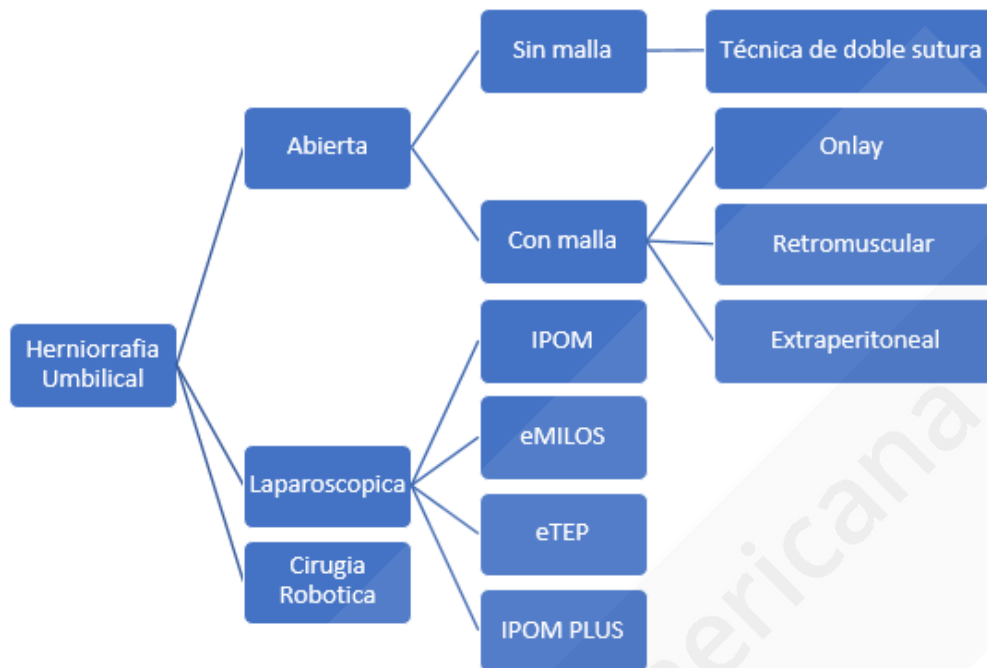 Sin malla
Técnica de doble sutura
Abierta
Onlay
Con malla
Retromuscular
Extraperitoneal
Herniorrafia
Umbilical
IPOM
eMILOS
Laparoscopica
eTEP
Cirugia
Robotica
IPOM PLUS
ericana